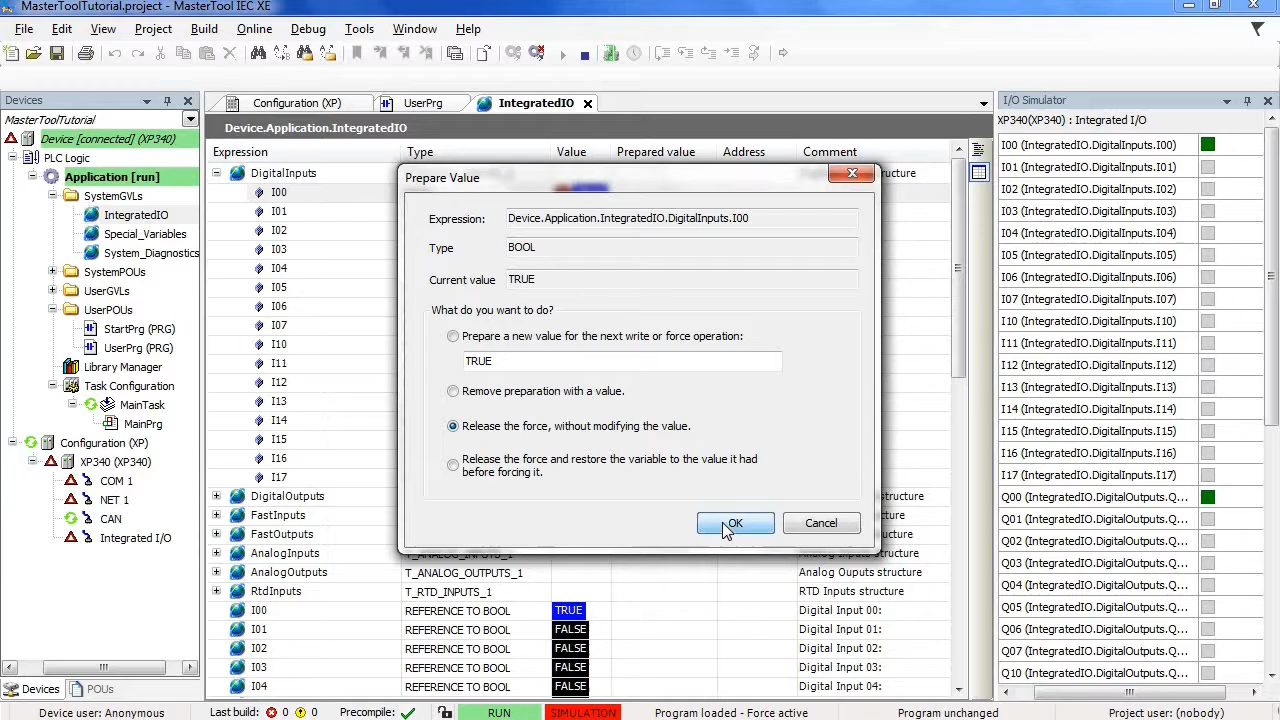 MasterToolTutorial.project - MasterTool IEC XE
File Edit View Project Build Online Debug Tools Window Help
Devices
MasterToolTutorial
Device [connected] (XP340)
PLC Logic
Application [run]
SystemGVLs
IntegratedIO
Special_Variables
System_Diagnostics
SystemPOUs
UserGVLs
UserPOUs
StartPrg (PRG)
UserPrg (PRG)
Library Manager
Task Configuration
MainTask
MainPrg
Configuration (XP)
XP340 (XP340)
COM 1
NET 1
CAN
Integrated I/O
Devices POUs
Configuration (XP) UserPrg IntegratedIO
Device.Application.IntegratedIO
Expression Type Value Prepared value Address Comment
DigitalInputs
I00
I01
I02
I03
I04
I05
I06
I07
I10
I11
I12
I13
I14
I15
I16
I17
DigitalOutputs
FastInputs
FastOutputs
AnalogInputs T_ANALOG_INPUTS_1
AnalogOutputs T_ANALOG_OUTPUTS_1 Analog Ouputs structure
RtdInputs T_RTD_INPUTS_1 RTD Inputs structure
I00 REFERENCE TO BOOL TRUE Digital Input 00:
I01 REFERENCE TO BOOL FALSE Digital Input 01:
I02 REFERENCE TO BOOL FALSE Digital Input 02:
I03 REFERENCE TO BOOL FALSE Digital Input 03:
I04 REFERENCE TO BOOL FALSE Digital Input 04:
Prepare Value
Expression: Device.Application.IntegratedIO.DigitalInputs.I00
Type BOOL
Current value TRUE
What do you want to do?
Prepare a new value for the next write or force operation:
TRUE
Remove preparation with a value.
Release the force, without modifying the value.
Release the force and restore the variable to the value it had
before forcing it.
OK Cancel
I/O Simulator
XP340(XP340) : Integrated I/O
I00 (IntegratedIO.DigitalInputs.I00)
I01 (IntegratedIO.DigitalInputs.I01)
I02 (IntegratedIO.DigitalInputs.I02)
I03 (IntegratedIO.DigitalInputs.I03)
I04 (IntegratedIO.DigitalInputs.I04)
I05 (IntegratedIO.DigitalInputs.I05)
I06 (IntegratedIO.DigitalInputs.I06)
I07 (IntegratedIO.DigitalInputs.I07)
I10 (IntegratedIO.DigitalInputs.I10)
I11 (IntegratedIO.DigitalInputs.I11)
I12 (IntegratedIO.DigitalInputs.I12)
I13 (IntegratedIO.DigitalInputs.I13)
I14 (IntegratedIO.DigitalInputs.I14)
I15 (IntegratedIO.DigitalInputs.I15)
I16 (IntegratedIO.DigitalInputs.I16)
I17 (IntegratedIO.DigitalInputs.I17)
Q00 (IntegratedIO.DigitalOutputs.Q...
Q01 (IntegratedIO.DigitalOutputs.Q...
Q02 (IntegratedIO.DigitalOutputs.Q...
Q03 (IntegratedIO.DigitalOutputs.Q...
Q04 (IntegratedIO.DigitalOutputs.Q...
Q05 (IntegratedIO.DigitalOutputs.Q...
Q06 (IntegratedIO.DigitalOutputs.Q...
Q07 (IntegratedIO.DigitalOutputs.Q...
Q10 (IntegratedIO.DigitalOutputs.Q...
Device user: Anonymous Last build: 0 0 Precompile: RUN SIMULATION Program loaded - Force active Program unchanged Project user: (nobody)